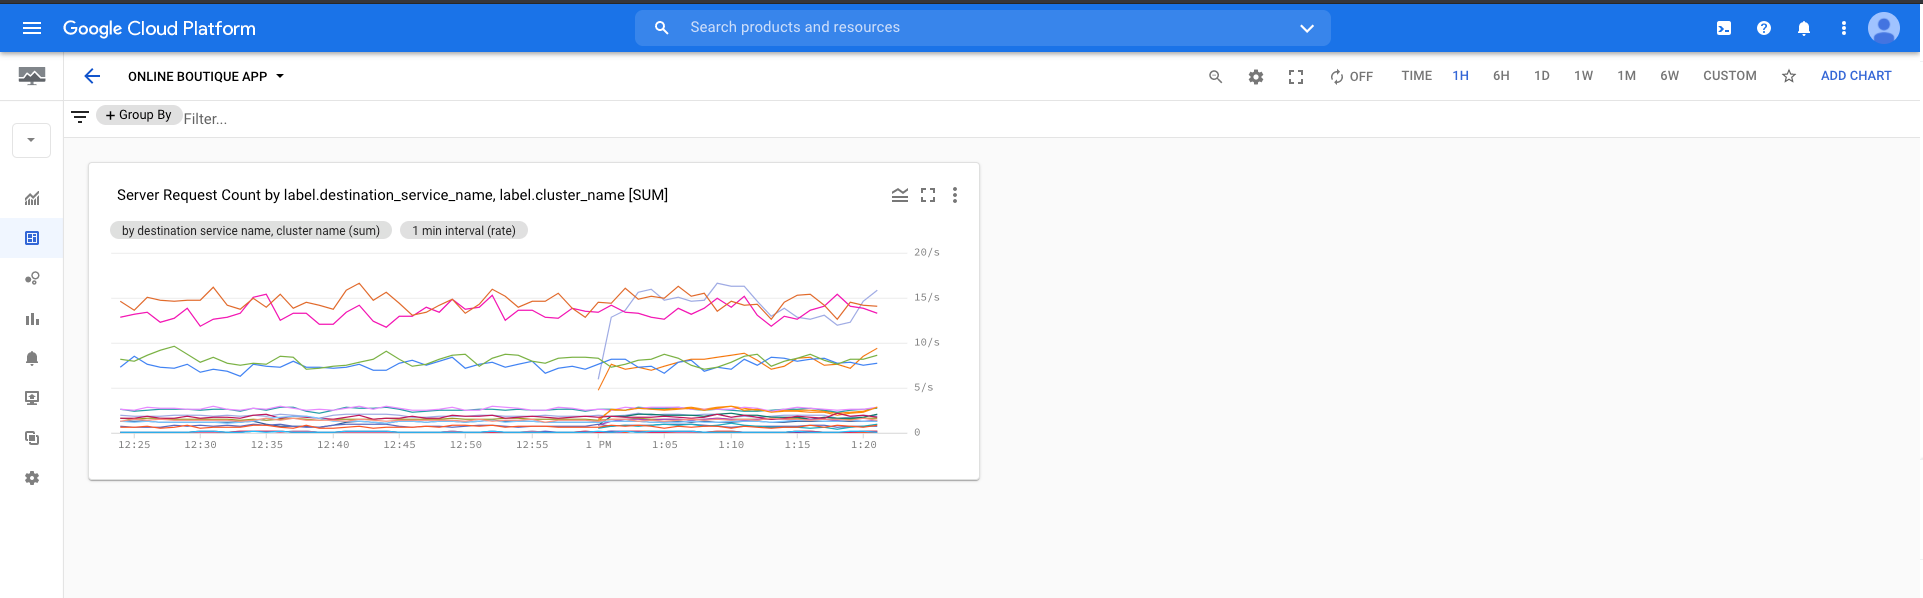 Google Cloud Platform
Search products and resources
ONLINE BOUTIQUE APP
OFF
TIME 1H 6H 1D 1W 1M 6W CUSTOM
ADD CHART
+ Group By
Filter...
Server Request Count by label.destination_service_name, label.cluster_name [SUM]
by destination service name, cluster name (sum)
1 min interval (rate)
20/s
15/s
10/s
5/s
0
12:25 12:30 12:35 12:40 12:45 12:50 12:55 1 PM 1:05 1:10 1:15 1:20